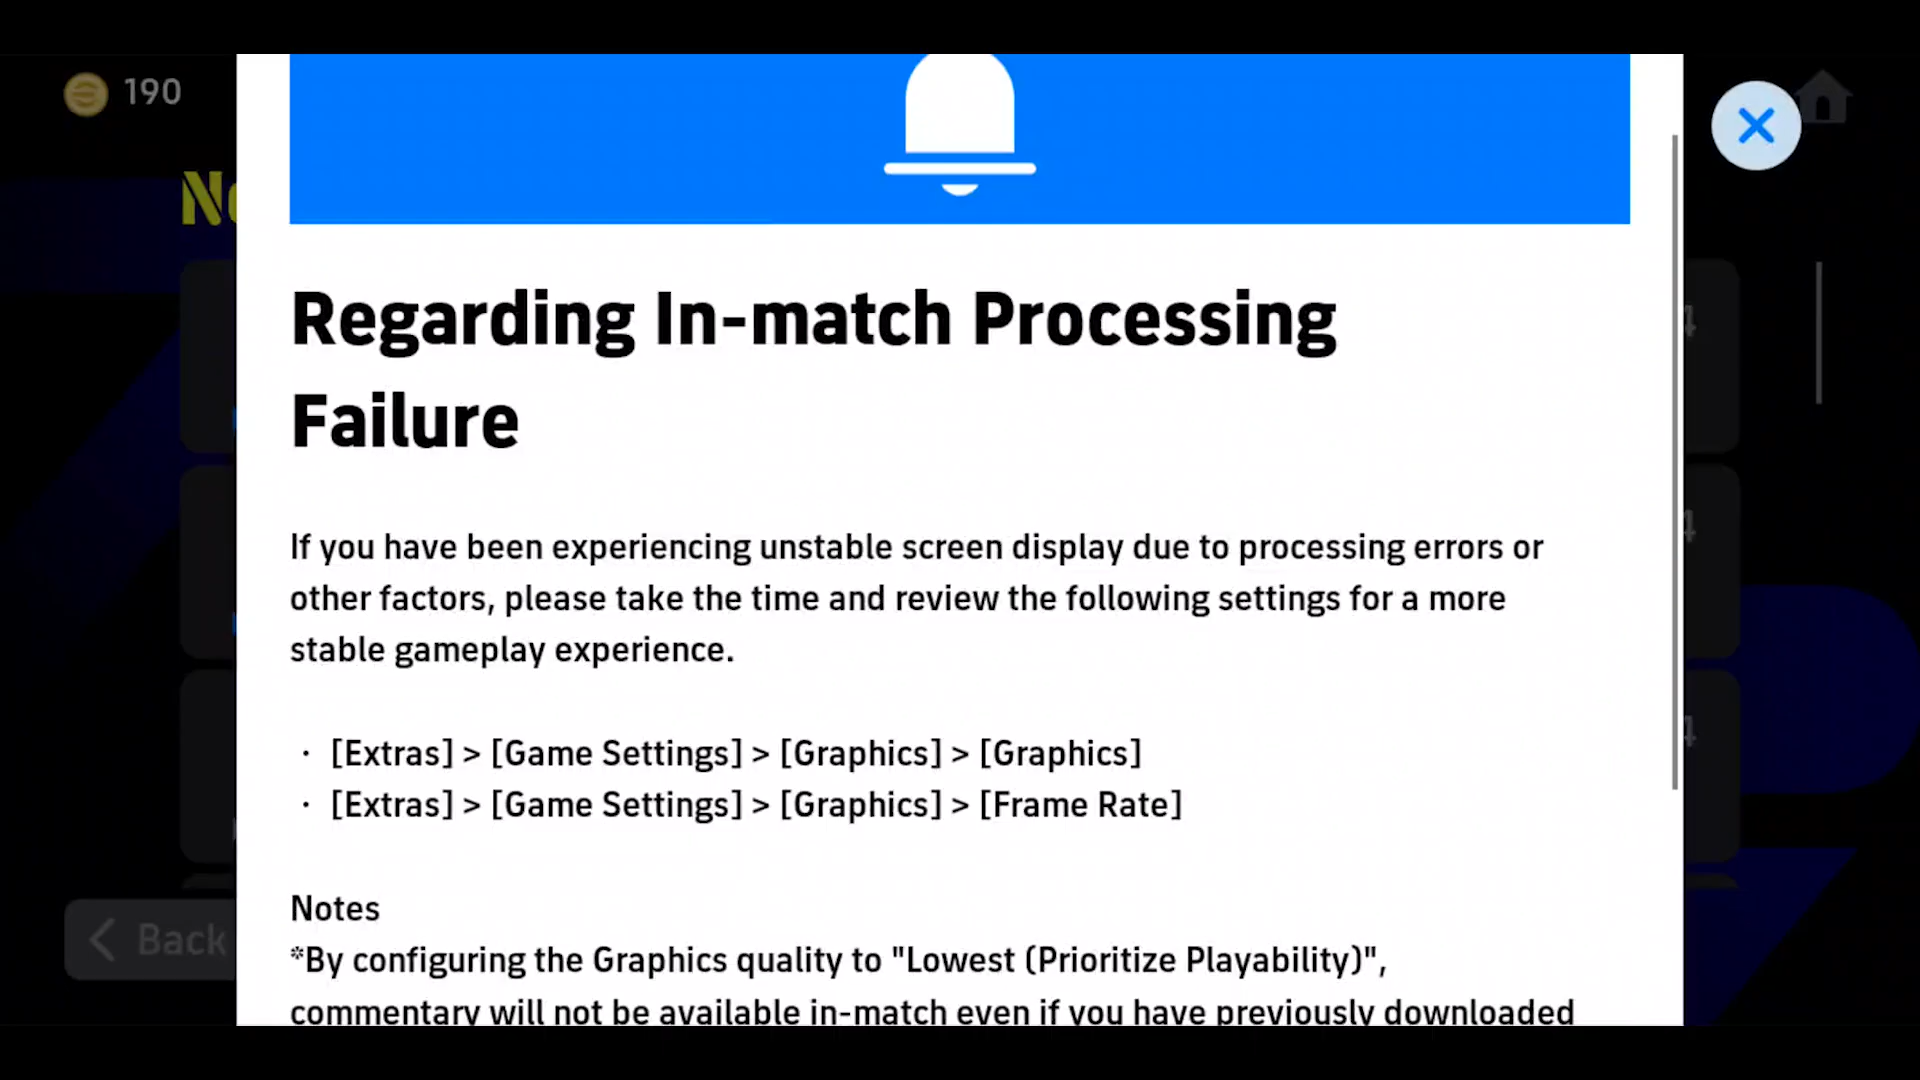 190
Regarding In-match Processing
Failure
If you have been experiencing unstable screen display due to processing errors or
other factors, please take the time and review the following settings for a more
stable gameplay experience.
· [Extras] > [Game Settings] > [Graphics] > [Graphics]
· [Extras] > [Game Settings] > [Graphics] > [Frame Rate]
Notes
*By configuring the Graphics quality to "Lowest (Prioritize Playability)",
commentary will not be available in-match even if you have previously downloaded
Back